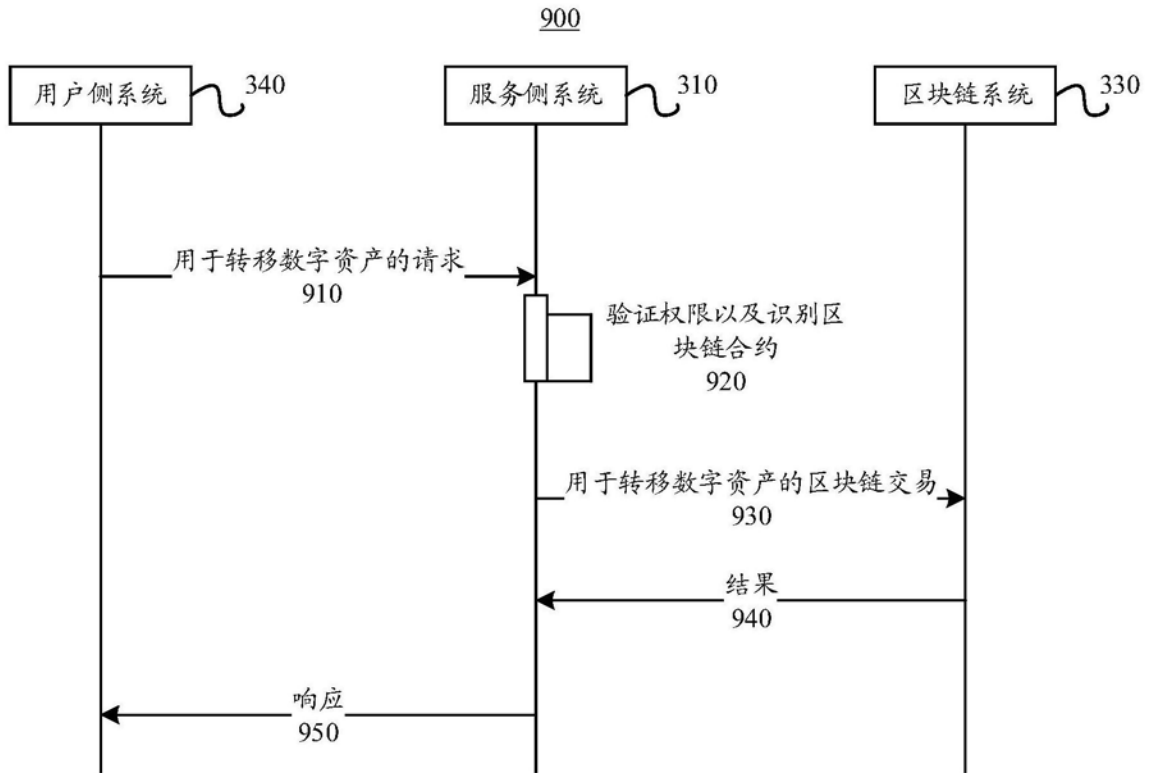 900
用户侧系统
340
服务侧系统
310
区块链系统
330
用于转移数字资产的请求
910
验证权限以及识别区
块链合约
920
用于转移数字资产的区块链交易
930
结果
940
响应
950